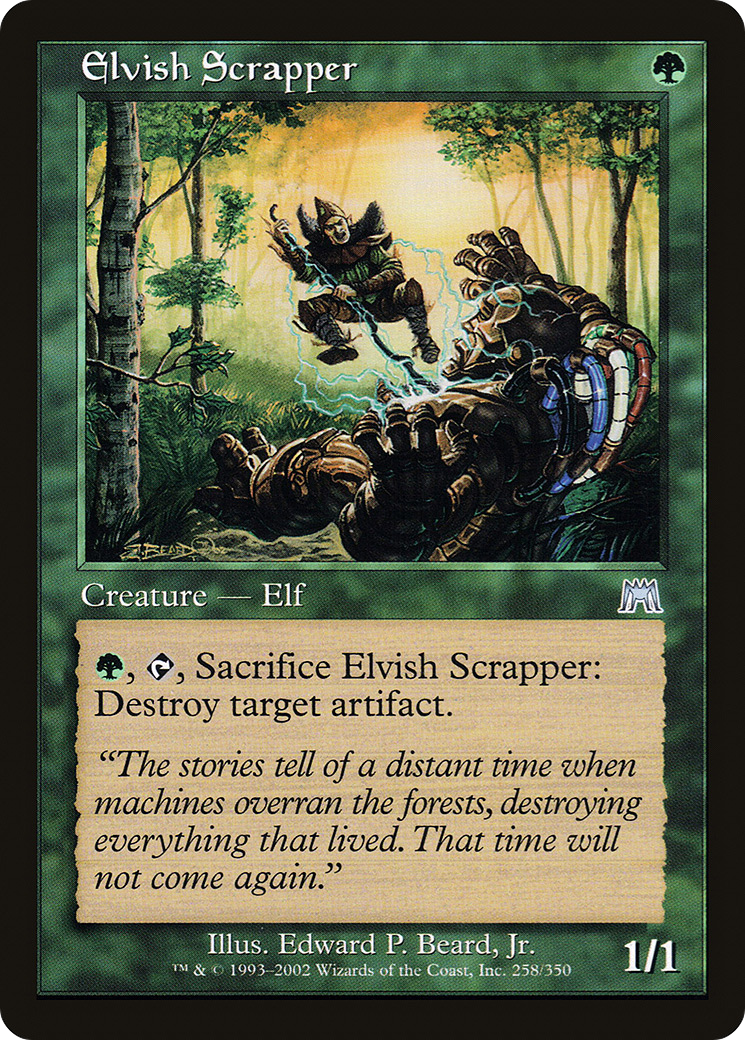 Elvish Scrapper
E. BEARD
Creature — Elf
, , Sacrifice Elvish Scrapper:
Destroy target artifact.
“The stories tell of a distant time when
machines overran the forests, destroying
everything that lived. That time will
not come again.”
Illus. Edward P. Beard, Jr.
™ & © 1993–2002 Wizards of the Coast, Inc. 258/350
1/1